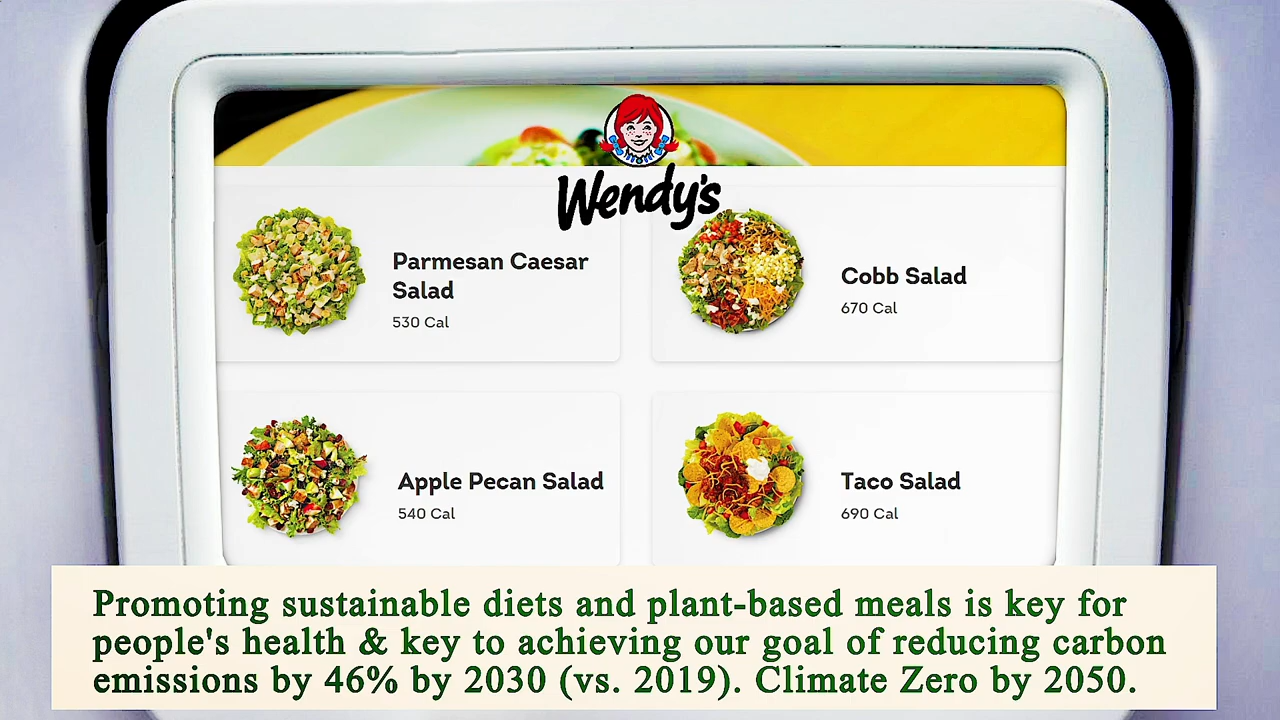 Wendy's
Parmesan Caesar
Salad
530 Cal
Cobb Salad
670 Cal
Apple Pecan Salad
540 Cal
Taco Salad
690 Cal
Promoting sustainable diets and plant-based meals is key for
people's health & key to achieving our goal of reducing carbon
emissions by 46% by 2030 (vs. 2019). Climate Zero by 2050.